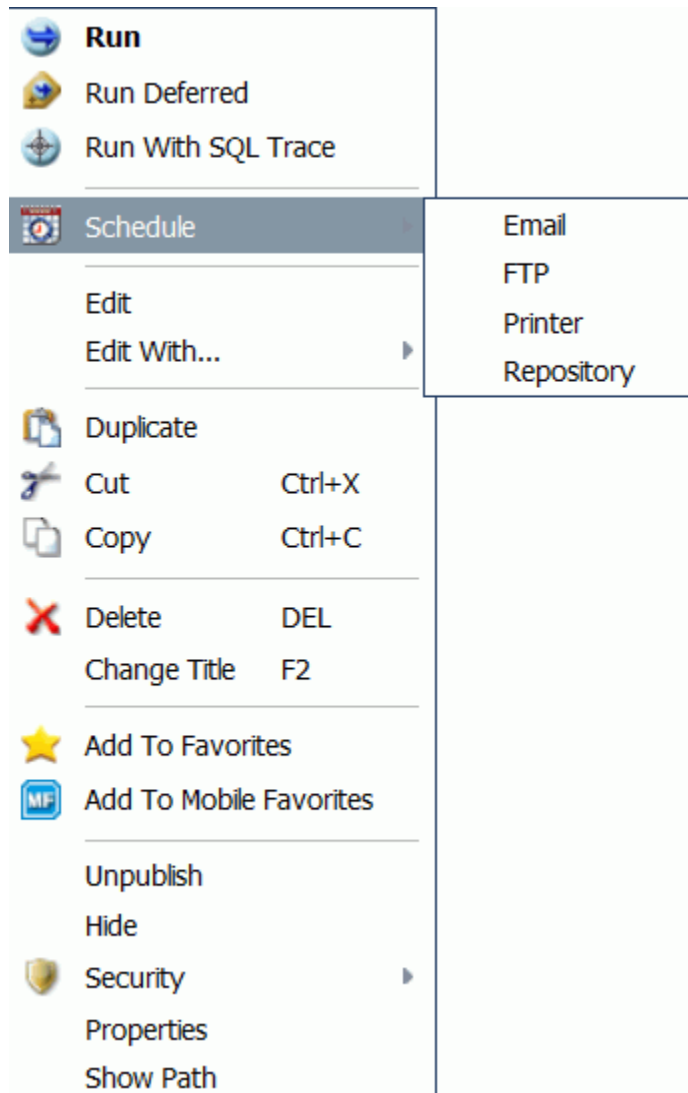 Run
Run Deferred
Run With SQL Trace
Schedule
Email
FTP
Printer
Repository
Edit
Edit With...
Duplicate
Cut Ctrl+X
Copy Ctrl+C
Delete DEL
Change Title F2
Add To Favorites
MF Add To Mobile Favorites
Unpublish
Hide
Security
Properties
Show Path